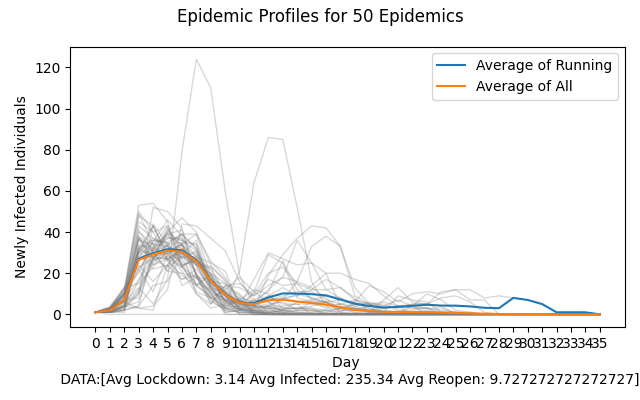 Epidemic Profiles for 50 Epidemics
Newly Infected Individuals
120
100
80
60
40
20
0
Average of Running
Average of All
0 1 2 3 4 5 6 7 8 9 10 11 12 13 14 15 16 17 18 19 20 21 22 23 24 25 26 27 28 29 30 31 32 33 34 35
Day
DATA:[Avg Lockdown: 3.14 Avg Infected: 235.34 Avg Reopen: 9.727272727272727]